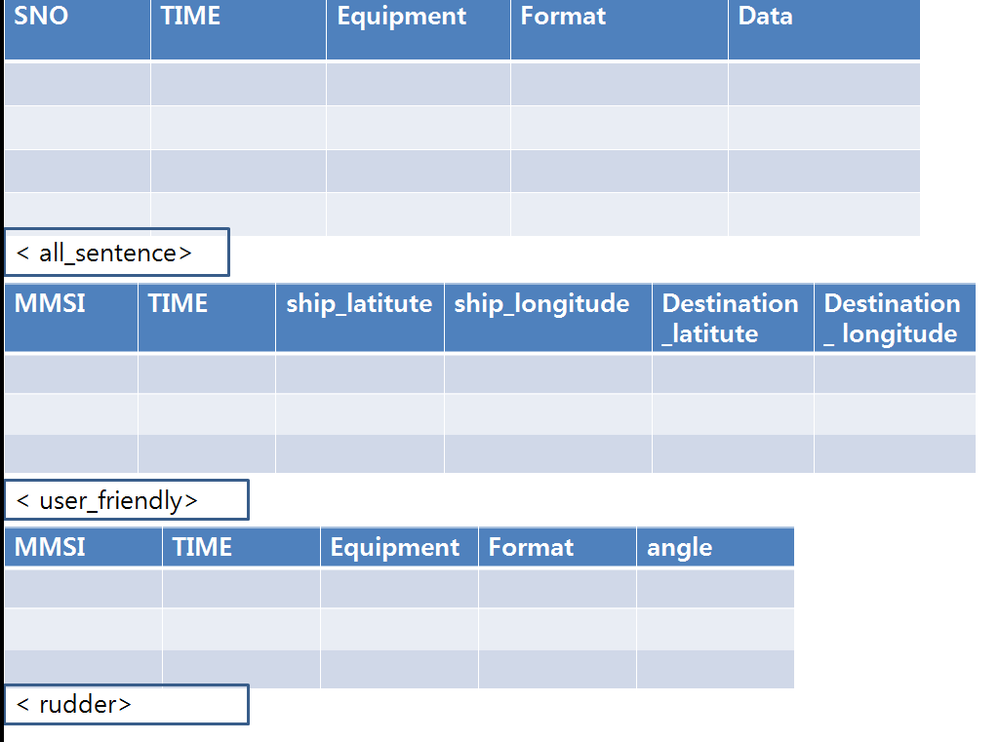 SNO TIME Equipment Format Data
< all_sentence>
MMSI TIME ship_latitute ship_longitude Destination Destination
_latitute _ longitude
< user_friendly>
MMSI TIME Equipment Format angle
< rudder>